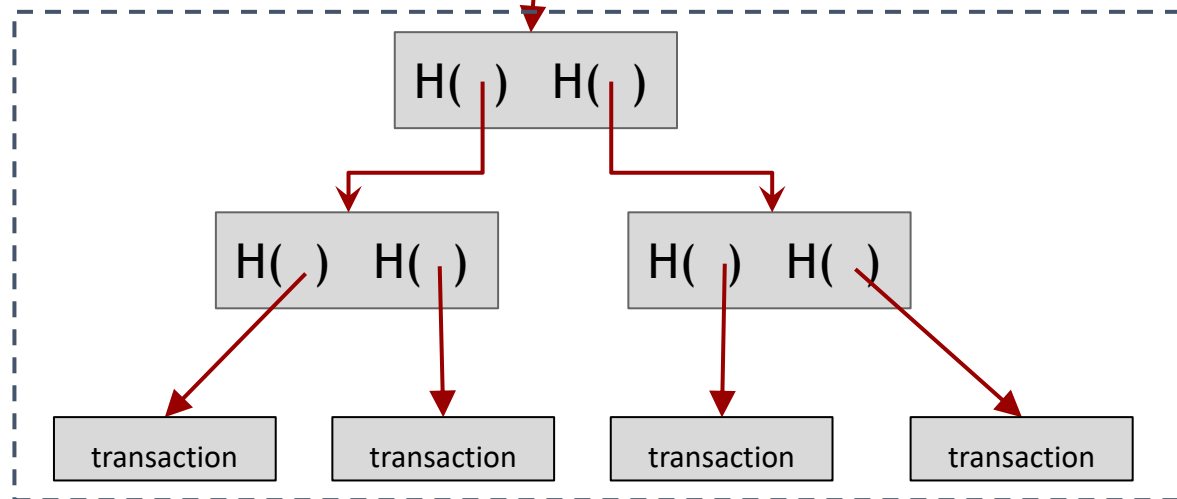 H( ) H( )
H( ) H( ) H( ) H( )
transaction transaction transaction transaction